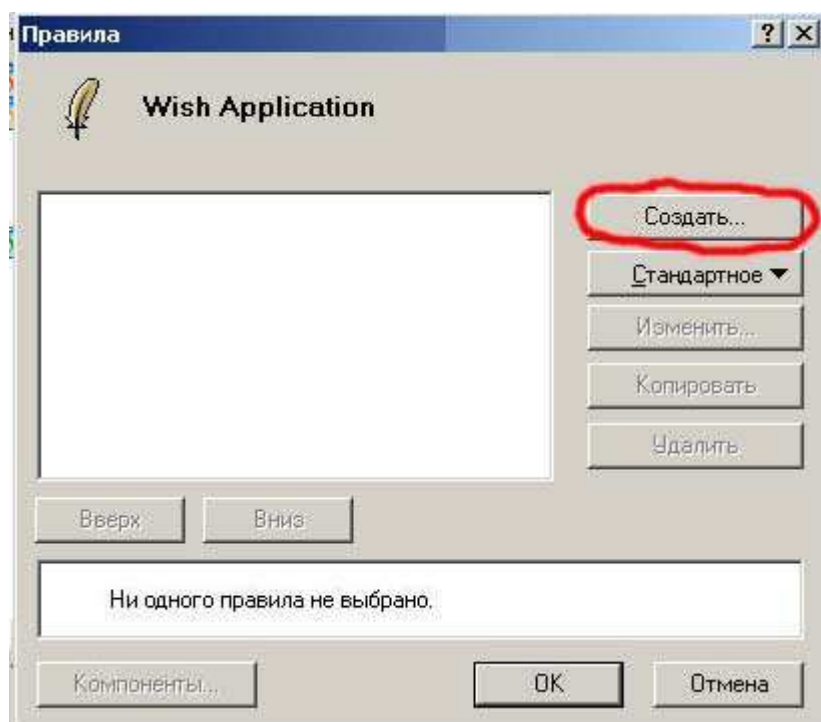 Правила
Wish Application
Создать...
Стандартное
Изменить...
Копировать
Удалить
Вверх Вниз
Ни одного правила не выбрано.
Компоненты... OK Отмена